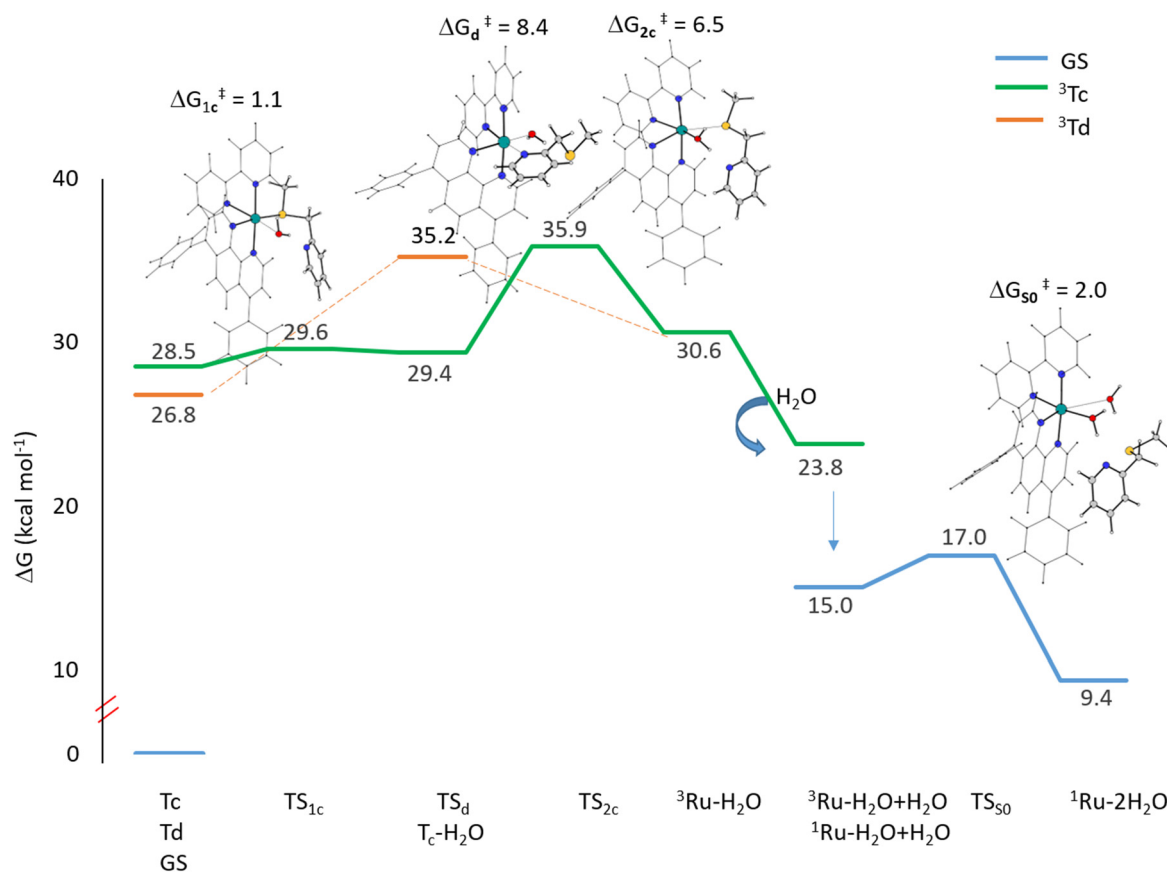 ΔG1c ‡ = 1.1
ΔGd ‡ = 8.4
ΔG2c ‡ = 6.5
GS
3Tc
3Td
40
30
20
10
0
ΔG (kcal mol-1)
28.5
26.8
29.6
35.2
29.4
35.9
30.6
H2O
23.8
15.0
ΔGS0 ‡ = 2.0
17.0
9.4
Tc
Td
GS
TS1c
TSd
Tc-H2O
TS2c
3Ru-H2O
3Ru-H2O+H2O
1Ru-H2O+H2O
TSS0
1Ru-2H2O